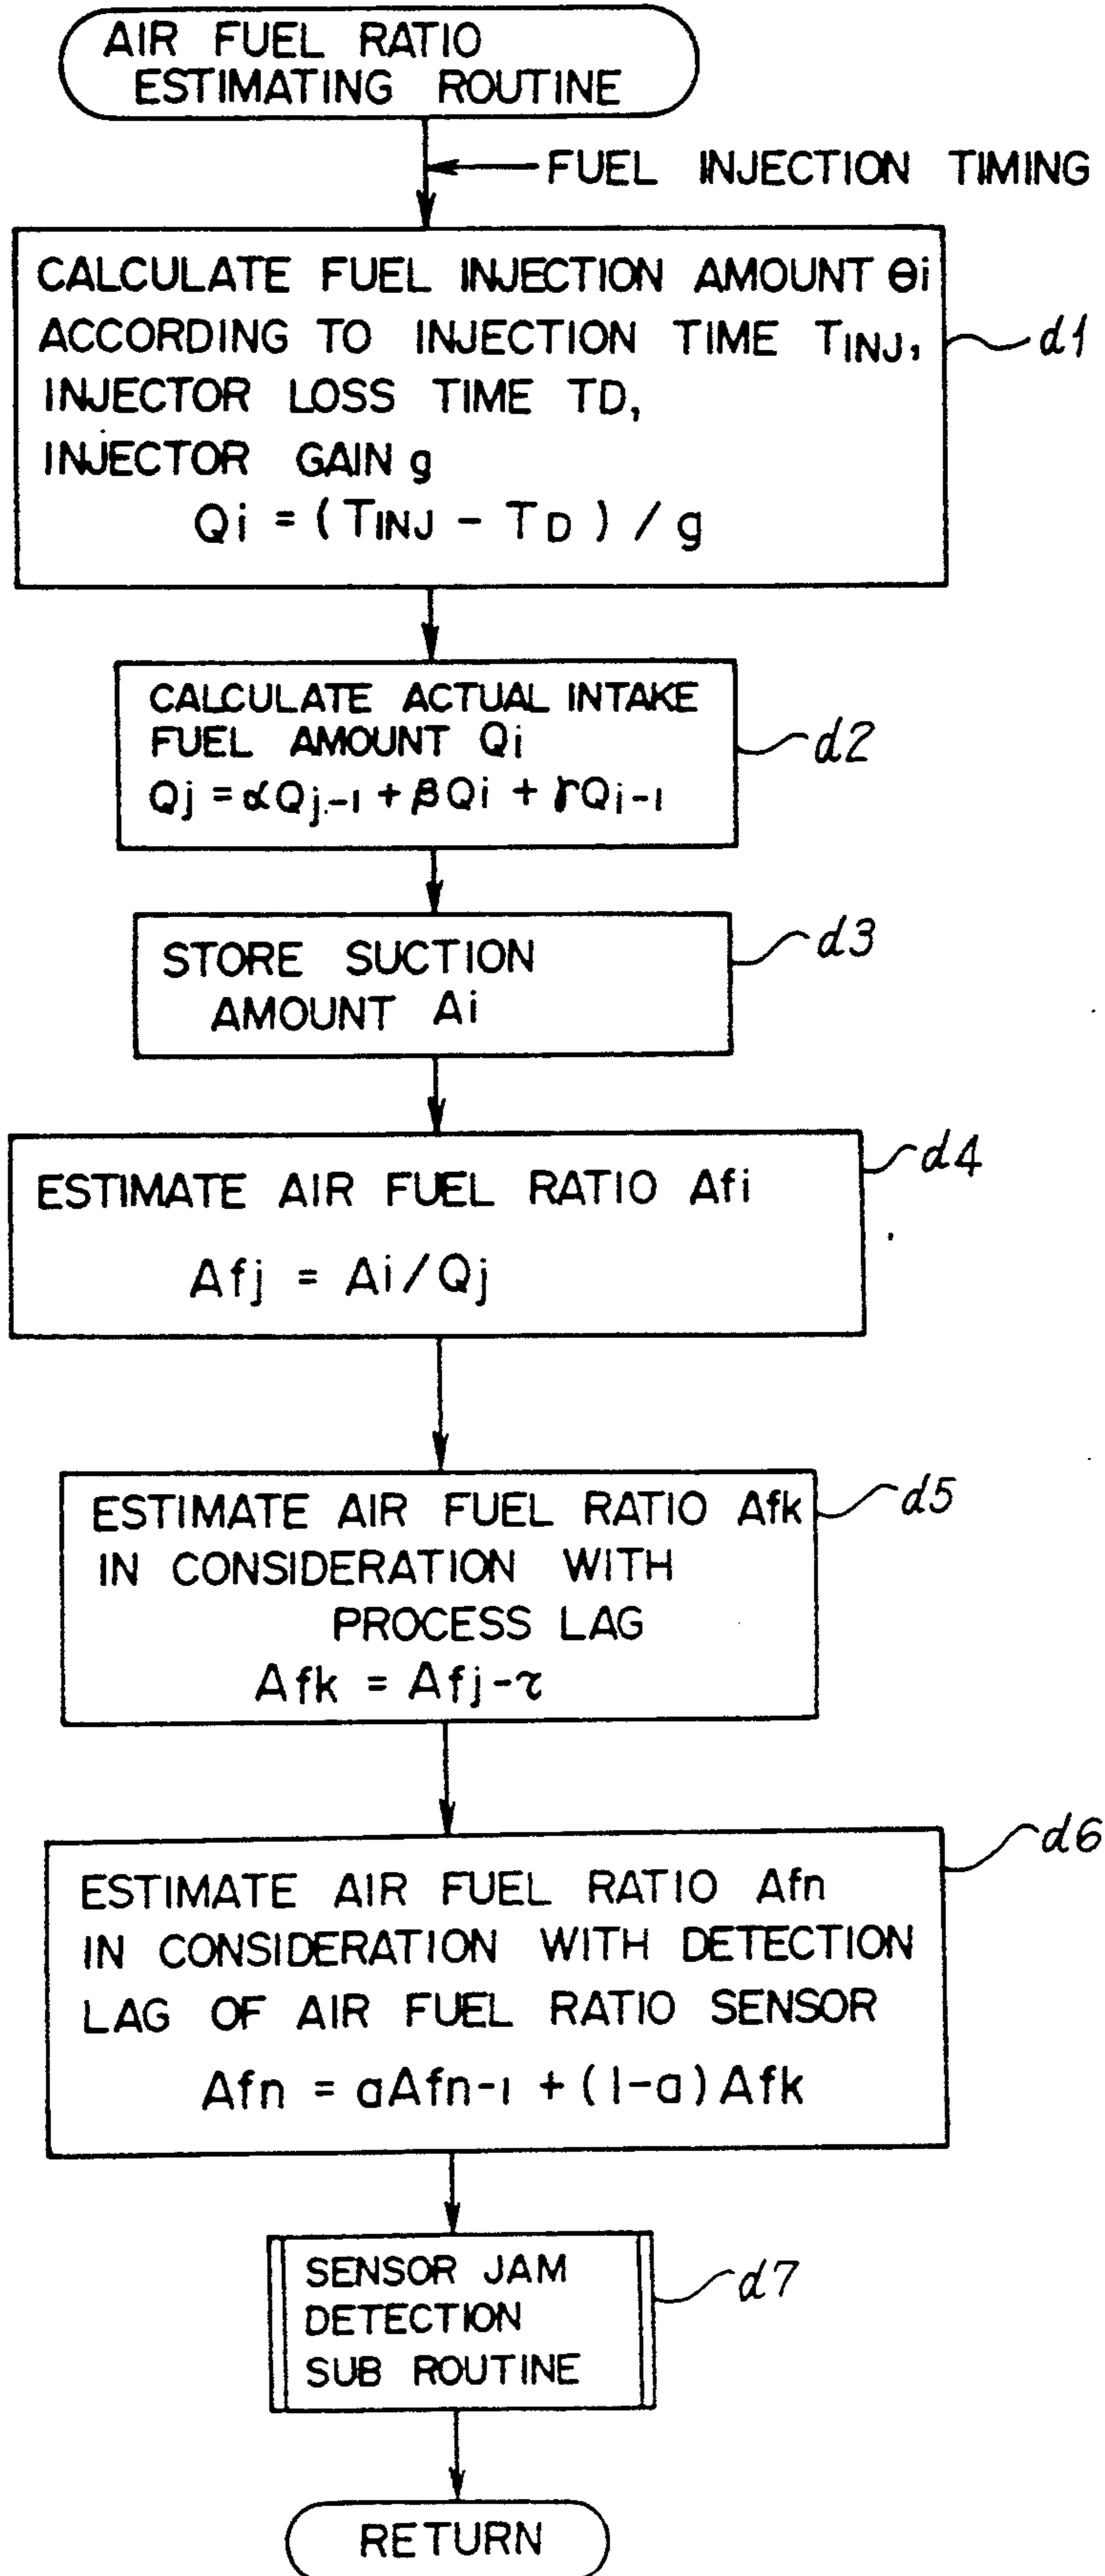 AIR FUEL RATIO
ESTIMATING ROUTINE
FUEL INJECTION TIMING
CALCULATE FUEL INJECTION AMOUNT Θi
ACCORDING TO INJECTION TIME TINJ,
INJECTOR LOSS TIME TD,
INJECTOR GAIN g
Qi = (TINJ - TD) / g
d1
CALCULATE ACTUAL INTAKE
FUEL AMOUNT Qi
Qj = αQj-1 + βQi + γQi-1
d2
STORE SUCTION
AMOUNT Ai
d3
ESTIMATE AIR FUEL RATIO Afi
Afj = Ai/Qj
d4
ESTIMATE AIR FUEL RATIO Afk
IN CONSIDERATION WITH
PROCESS LAG
Afk = Afj-τ
d5
ESTIMATE AIR FUEL RATIO Afn
IN CONSIDERATION WITH DETECTION
LAG OF AIR FUEL RATIO SENSOR
Afn = aAfn-1 + (1-a)Afk
d6
SENSOR JAM
DETECTION
SUB ROUTINE
d7
RETURN